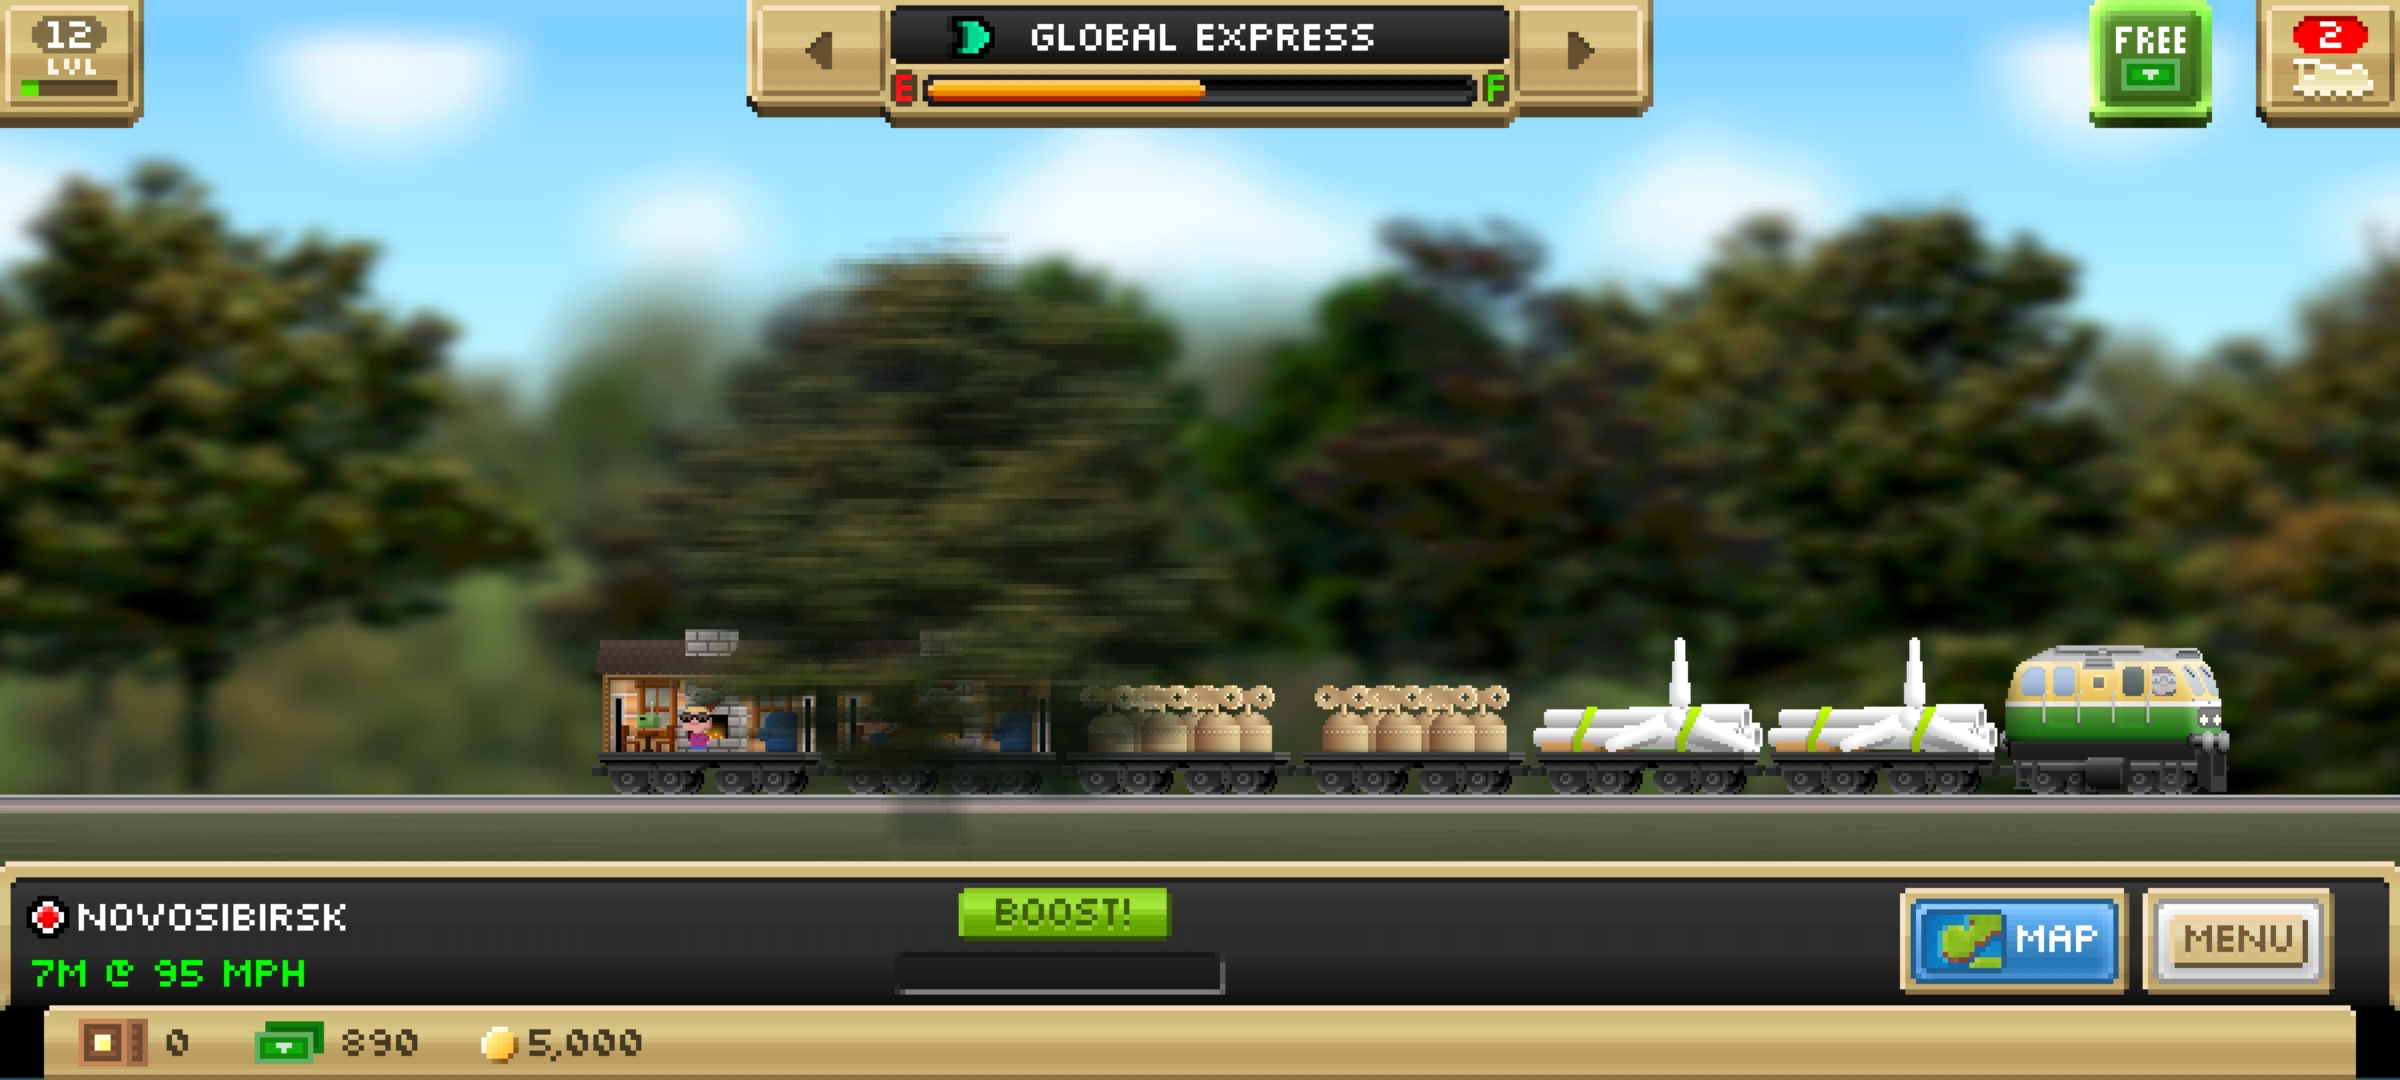 12
LVL
GLOBAL EXPRESS
E F
FREE
2
NOVOSIBIRSK
7M @ 95 MPH
BOOST!
MAP
MENU
0 890 5,000